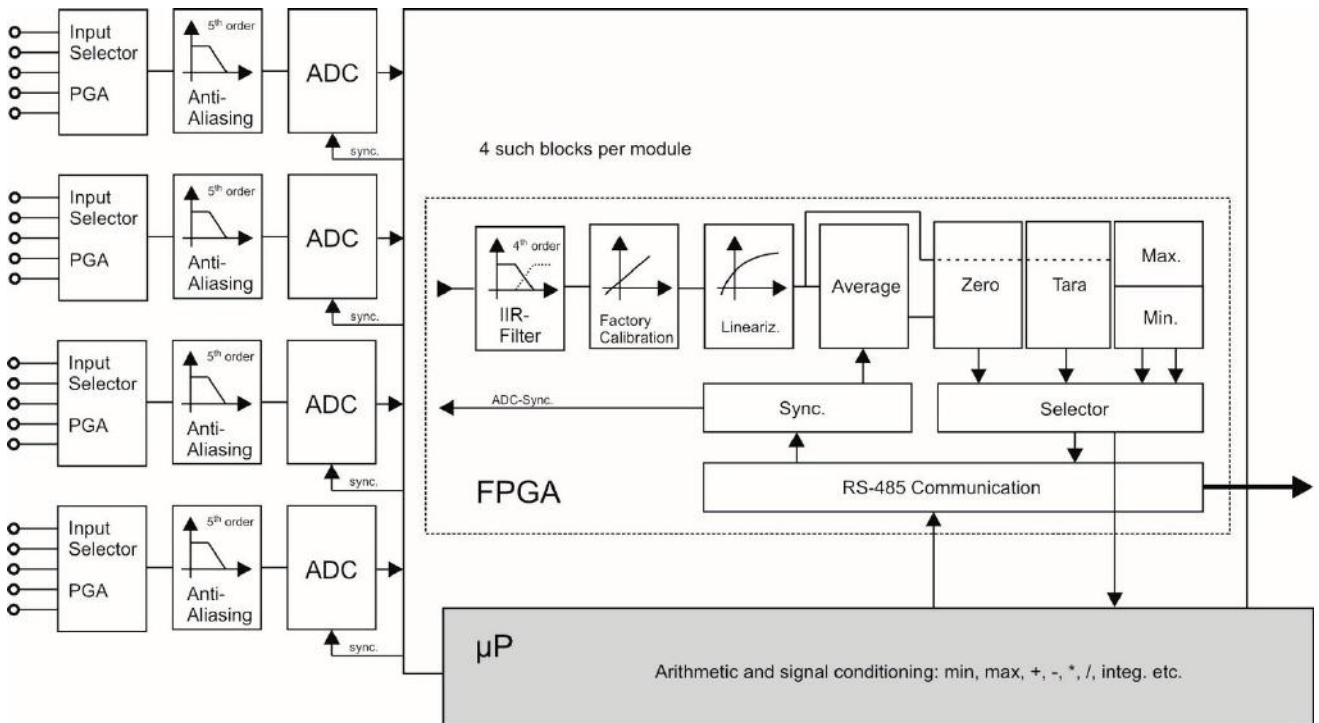 Input
Selector
PGA
5th order
Anti-
Aliasing
ADC
sync.
Input
Selector
PGA
5th order
Anti-
Aliasing
ADC
sync.
Input
Selector
PGA
5th order
Anti-
Aliasing
ADC
sync.
Input
Selector
PGA
5th order
Anti-
Aliasing
ADC
sync.
4 such blocks per module
4th order
IIR-
Filter
Factory
Calibration
Lineariz.
Average
Zero
Tara
Max.
Min.
ADC-Sync.
Sync.
Selector
FPGA
RS-485 Communication
µP
Arithmetic and signal conditioning: min, max, +, -, *, /, integ. etc.